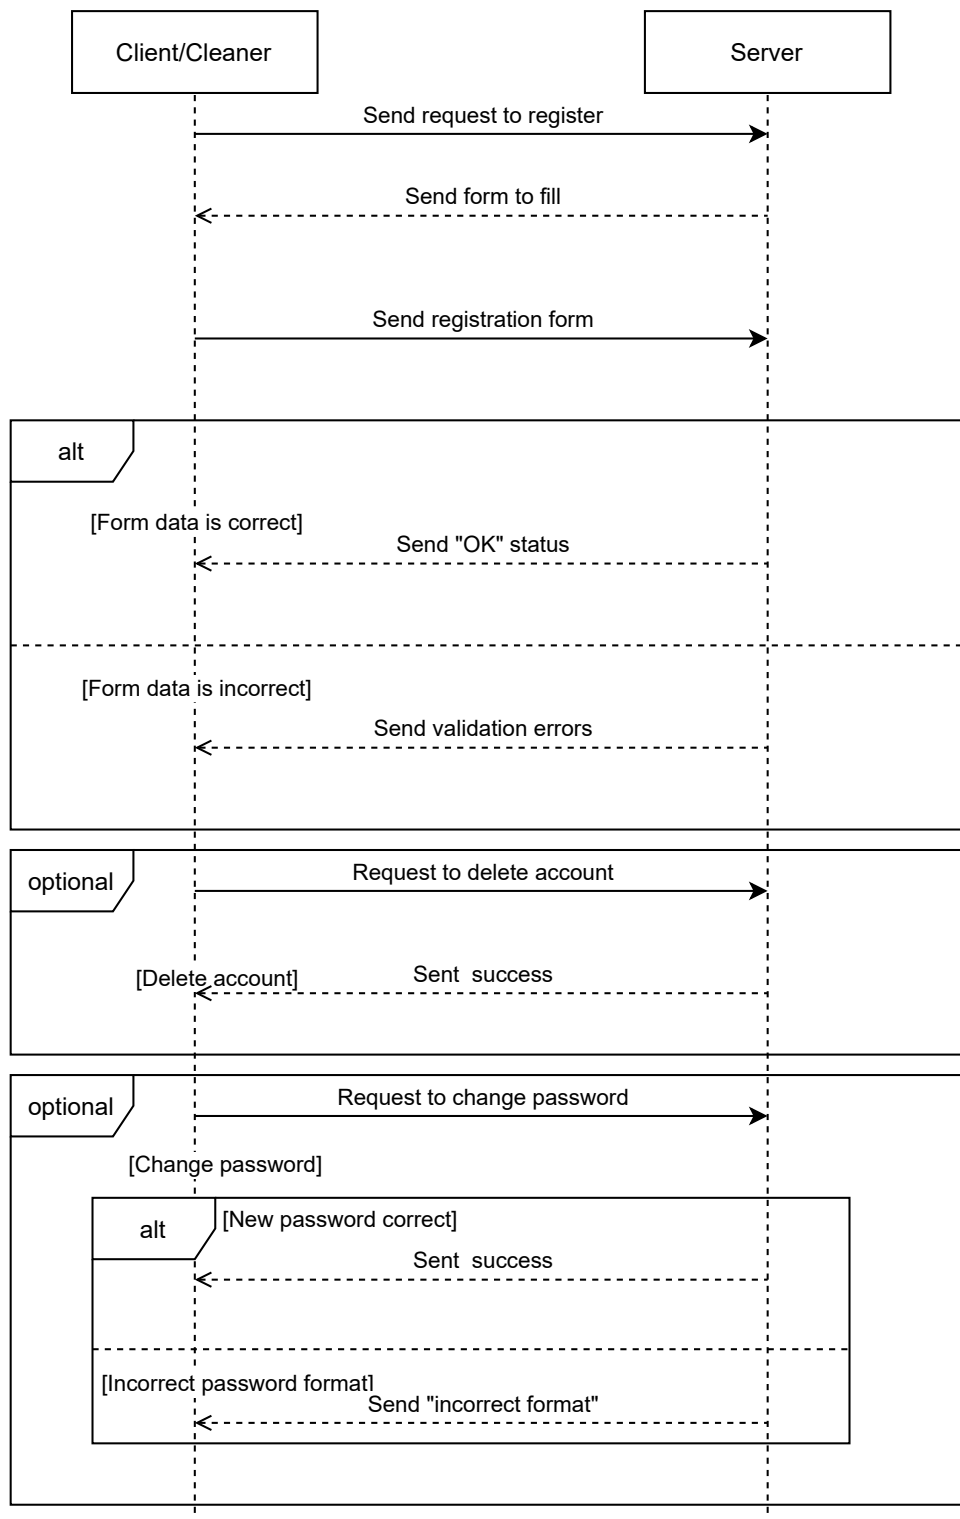 Client/Cleaner
Server
Send request to register
Send form to fill
Send registration form
alt
[Form data is correct]
Send "OK" status
[Form data is incorrect]
Send validation errors
optional
Request to delete account
[Delete account]
Sent  success
optional
Request to change password
[Change password]
alt
[New password correct]
Sent  success
[Incorrect password format]
Send "incorrect format"